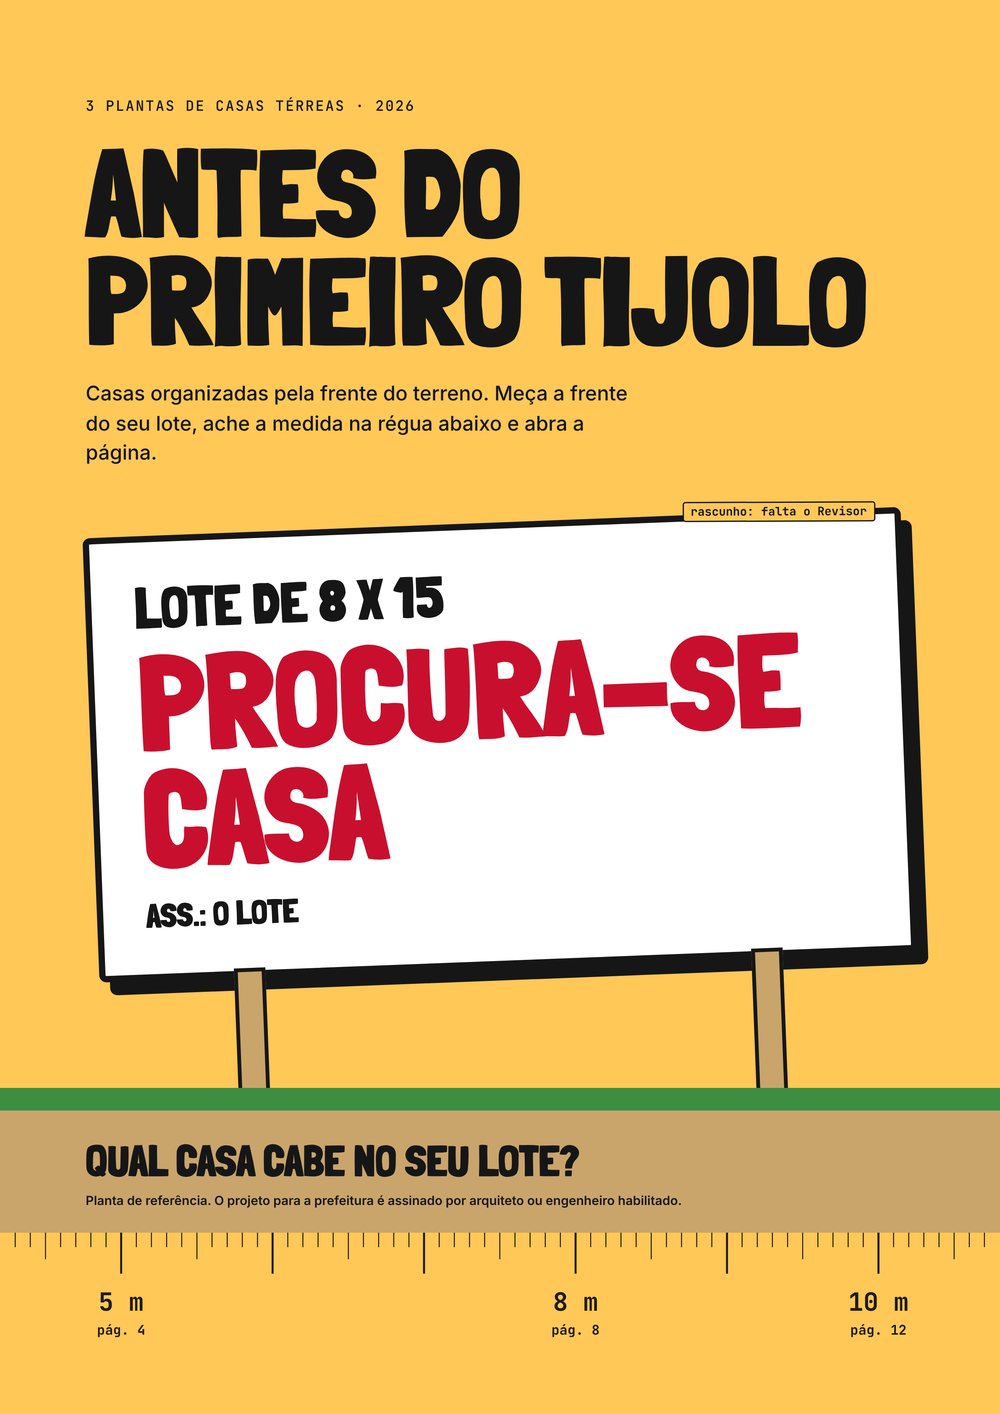 3 PLANTAS DE CASAS TÉRREAS · 2026
ANTES DO
PRIMEIRO TIJOLO
Casas organizadas pela frente do terreno. Meça a frente
do seu lote, ache a medida na régua abaixo e abra a
página.
rascunho: falta o Revisor
LOTE DE 8 X 15
PROCURA-SE
CASA
ASS.: O LOTE
QUAL CASA CABE NO SEU LOTE?
Planta de referência. O projeto para a prefeitura é assinado por arquiteto ou engenheiro habilitado.
5 m 8 m 10 m
pág. 4 pág. 8 pág. 12